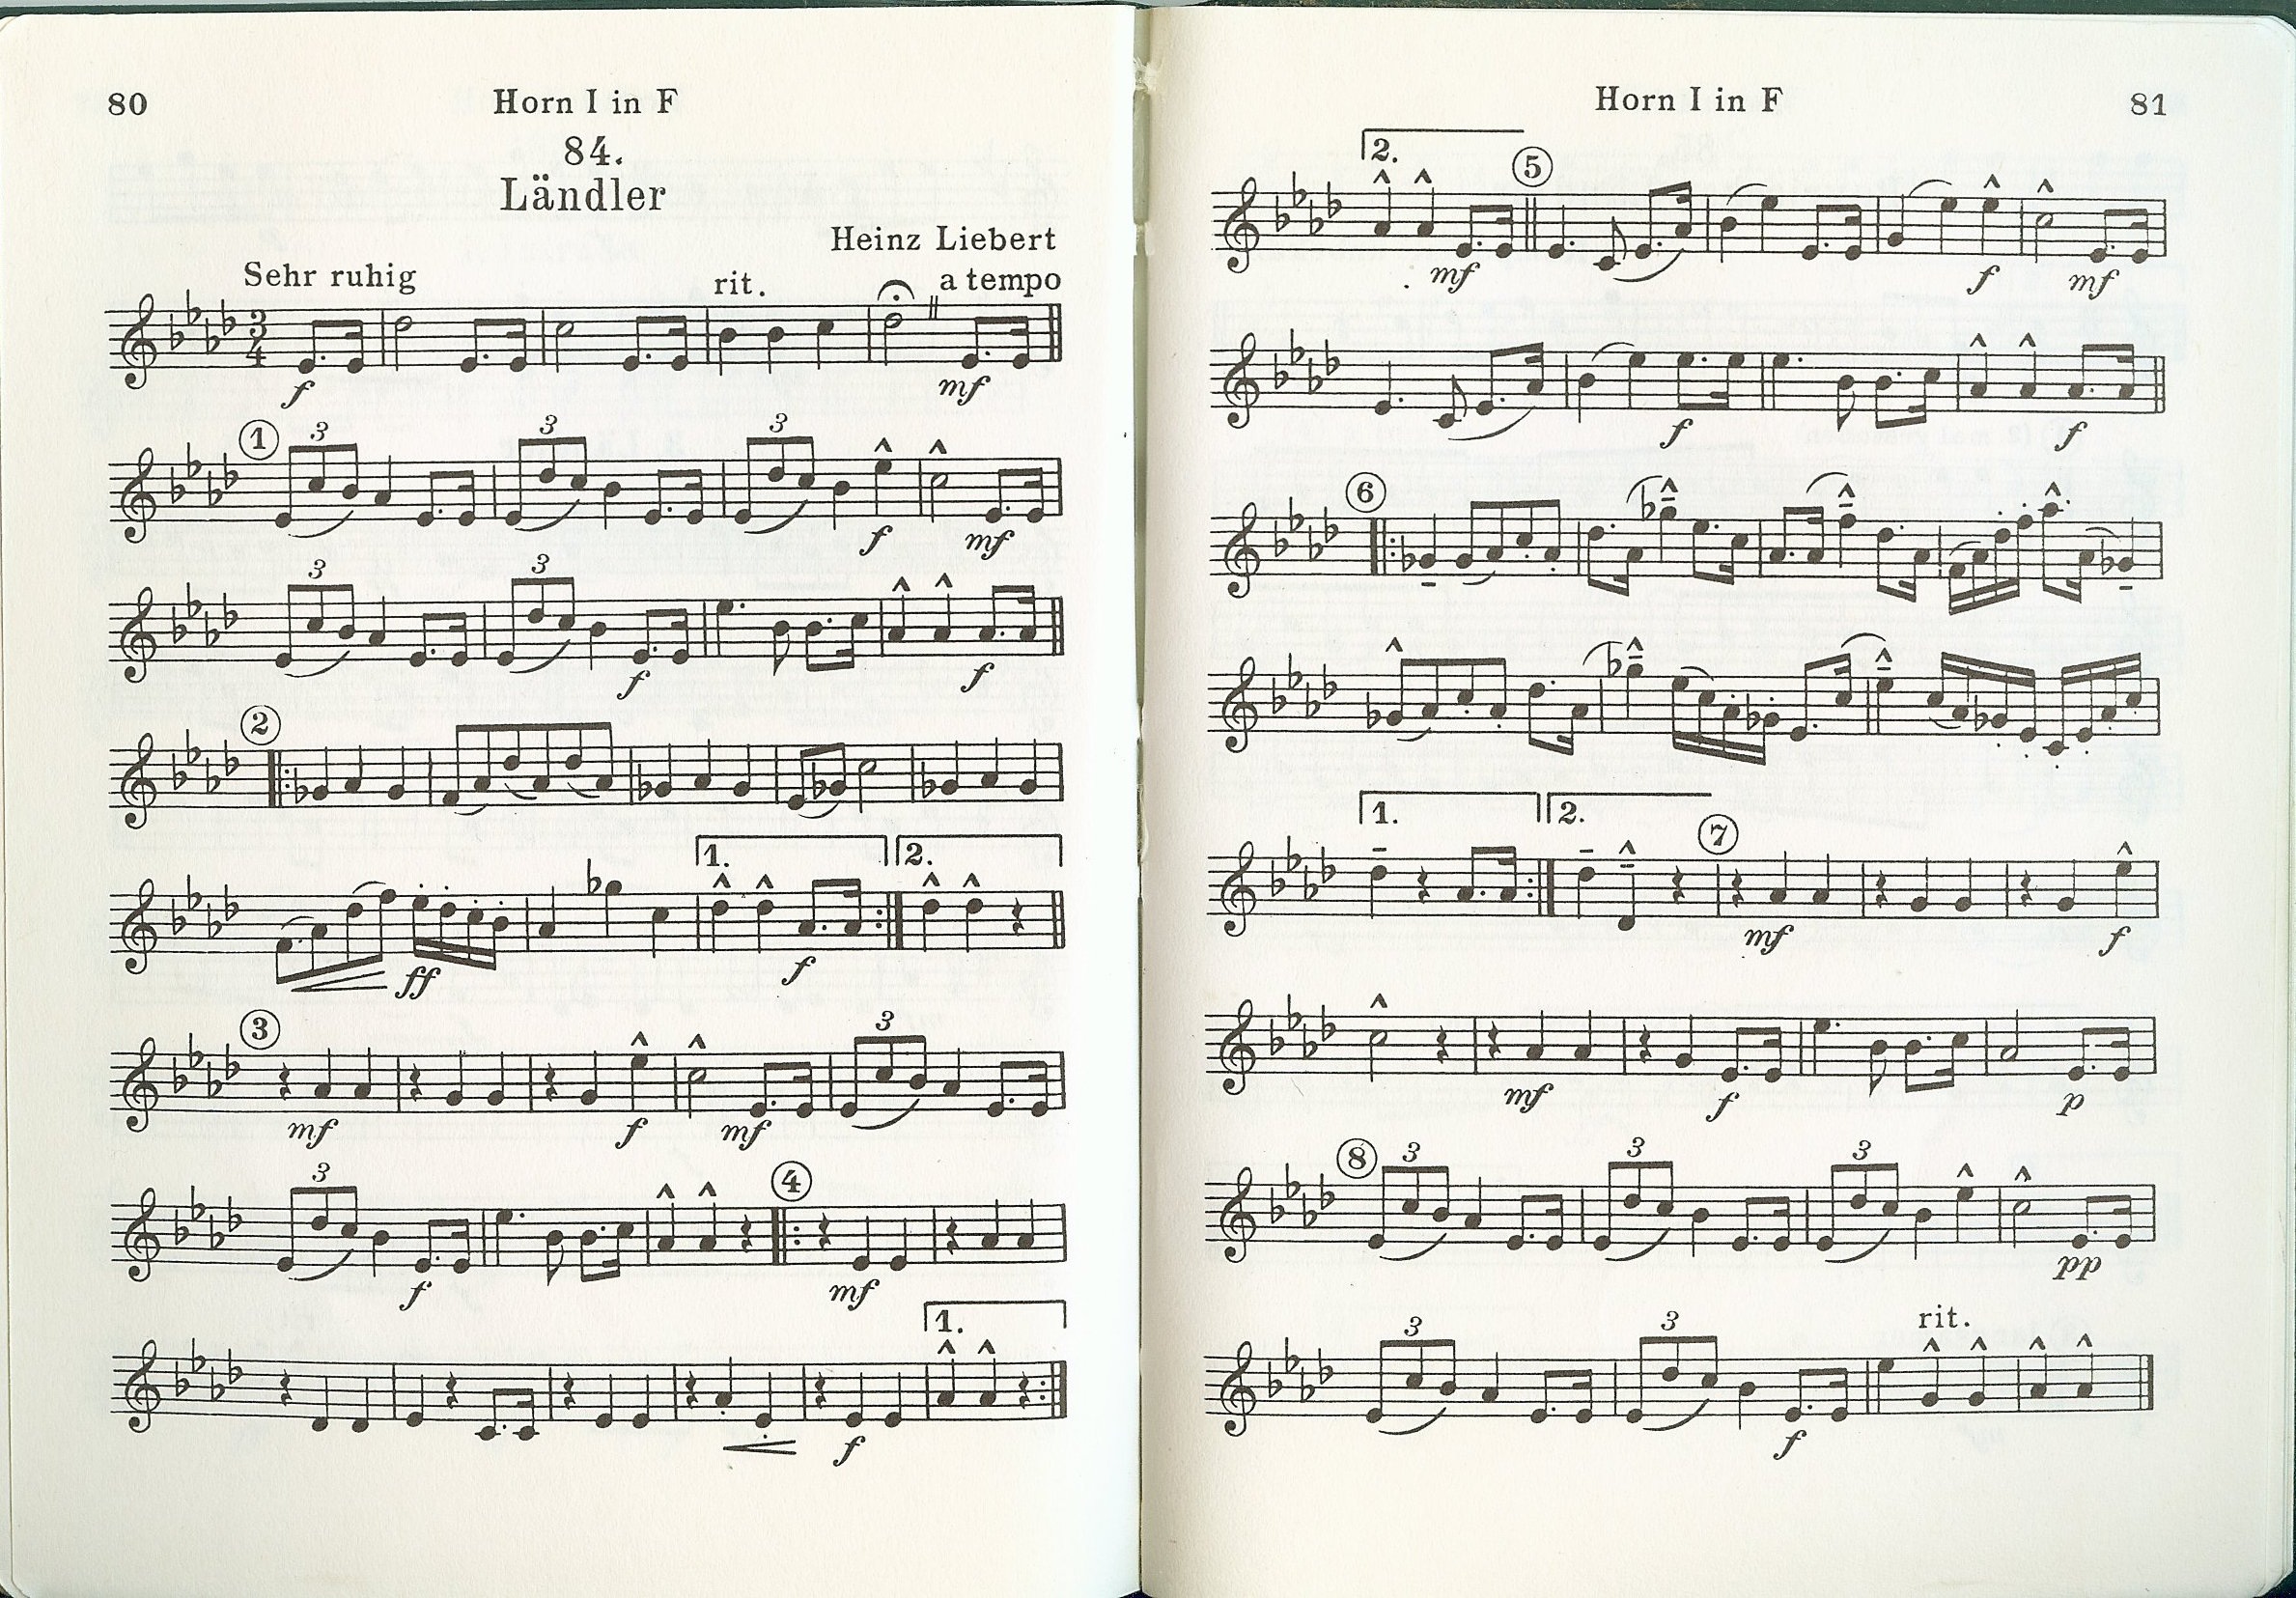 80
Horn I in F
84.
Ländler
Heinz Liebert
Sehr ruhig rit. a tempo
3
4
f mf
1 3 3 3
f mf
3 3
f f
2
1. 2.
ff f
3 3
mf f mf
3 4
f mf
1.
f
Horn I in F 81
2. 5
mf f mf
f f
6
1. 2. 7
mf f
mf f p
8 3 3 3
pp
3 3 rit.
f